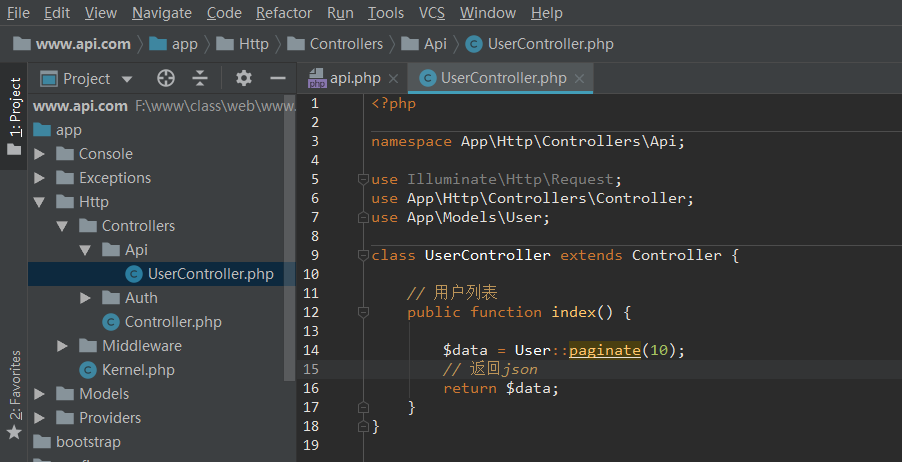 File Edit View Navigate Code Refactor Run Tools VCS Window Help
www.api.com app Http Controllers Api UserController.php
1: Project
2: Favorites
Project
www.api.com F:\www\class\web\www.
app
Console
Exceptions
Http
Controllers
Api
UserController.php
Auth
Controller.php
Middleware
Kernel.php
Models
Providers
bootstrap
api.php UserController.php
1 <?php
2
3 namespace App\Http\Controllers\Api;
4
5 use Illuminate\Http\Request;
6 use App\Http\Controllers\Controller;
7 use App\Models\User;
8
9 class UserController extends Controller {
10
11 // 用户列表
12 public function index() {
13
14 $data = User::paginate(10);
15 // 返回json
16 return $data;
17 }
18 }
19